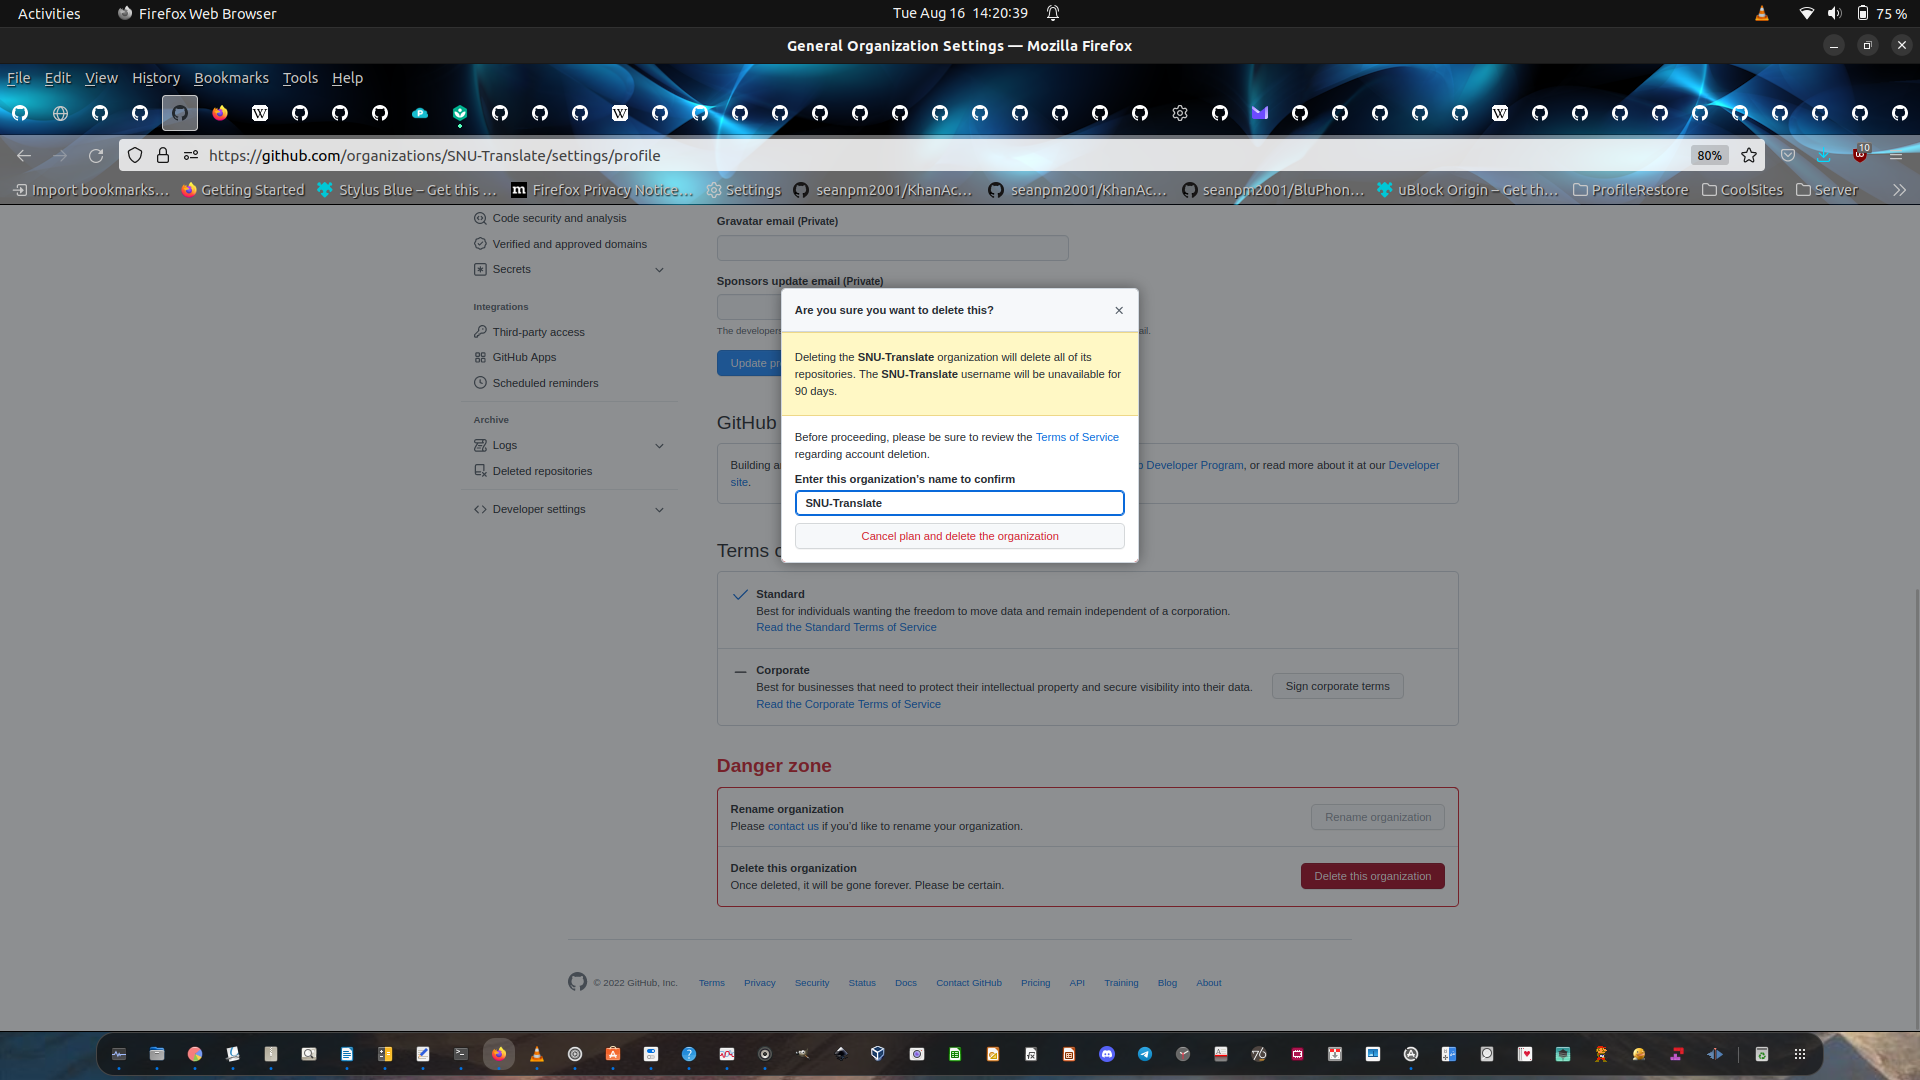 Activities
Firefox Web Browser
Tue Aug 16 14:20:39
75 %
General Organization Settings — Mozilla Firefox
File Edit View History Bookmarks Tools Help
https://github.com/organizations/SNU-Translate/settings/profile
80%
10
Import bookmarks… Getting Started Stylus Blue – Get this … Firefox Privacy Notice… Settings seanpm2001/KhanAc… seanpm2001/KhanAc… seanpm2001/BluPhon… uBlock Origin – Get th… ProfileRestore CoolSites Server
Code security and analysis
Verified and approved domains
Secrets
Integrations
Third-party access
GitHub Apps
Scheduled reminders
Archive
Logs
Deleted repositories
Developer settings
Gravatar email (Private)
Sponsors update email (Private)
The developer
ail.
Update pr
Are you sure you want to delete this?
Deleting the SNU-Translate organization will delete all of its
repositories. The SNU-Translate username will be unavailable for
90 days.
Before proceeding, please be sure to review the Terms of Service
regarding account deletion.
Enter this organization's name to confirm
SNU-Translate
Cancel plan and delete the organization
GitHub
Building a
Developer Program, or read more about it at our Developer
site.
Terms o
Standard
Best for individuals wanting the freedom to move data and remain independent of a corporation.
Read the Standard Terms of Service
Corporate
Best for businesses that need to protect their intellectual property and secure visibility into their data.
Read the Corporate Terms of Service
Sign corporate terms
Danger zone
Rename organization
Please contact us if you'd like to rename your organization.
Rename organization
Delete this organization
Once deleted, it will be gone forever. Please be certain.
Delete this organization
© 2022 GitHub, Inc. Terms Privacy Security Status Docs Contact GitHub Pricing API Training Blog About